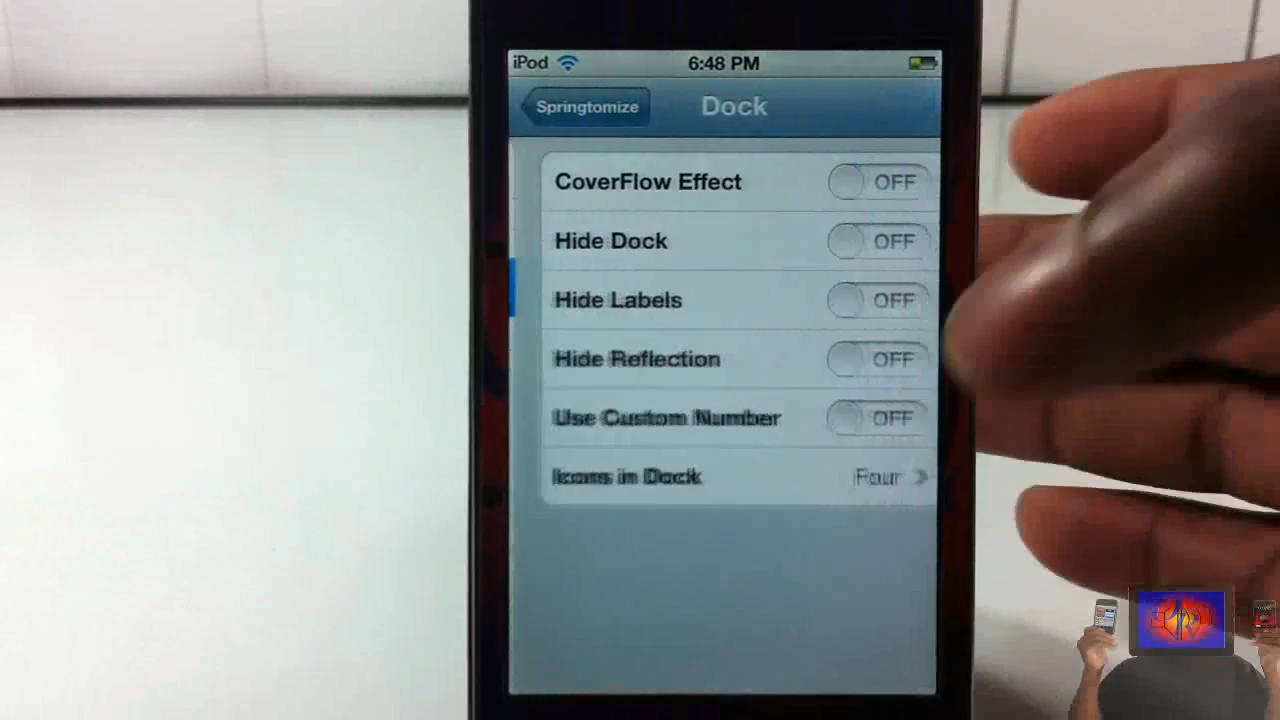 iPod 6:48 PM
Springtomize Dock
CoverFlow Effect OFF
Hide Dock OFF
Hide Labels OFF
Hide Reflection OFF
Use Custom Number OFF
Icons in Dock Four